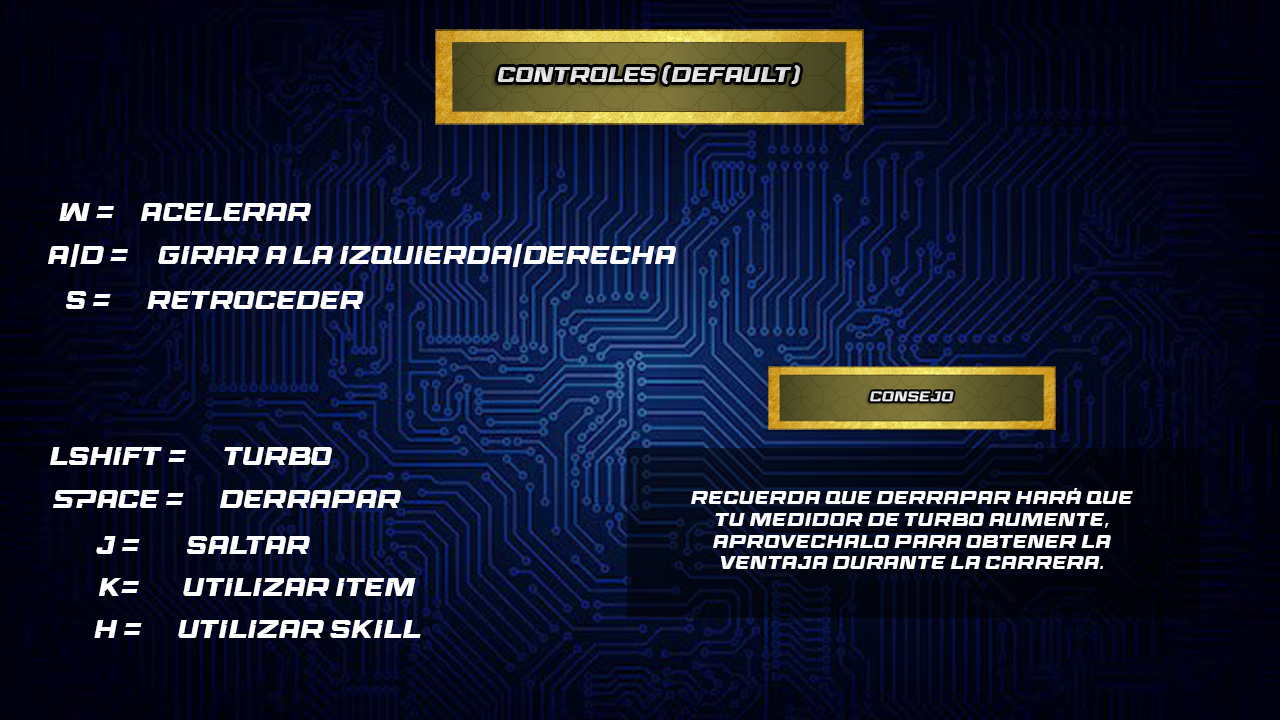 CONTROLES (DEFAULT)
W = ACELERAR
A/D = GIRAR A LA IZQUIERDA/DERECHA
S = RETROCEDER
LSHIFT = TURBO
SPACE = DERRAPAR
J = SALTAR
K= UTILIZAR ITEM
H = UTILIZAR SKILL
CONSEJO
RECUERDA QUE DERRAPAR HARÁ QUE
TU MEDIDOR DE TURBO AUMENTE,
APROVECHALO PARA OBTENER LA
VENTAJA DURANTE LA CARRERA.